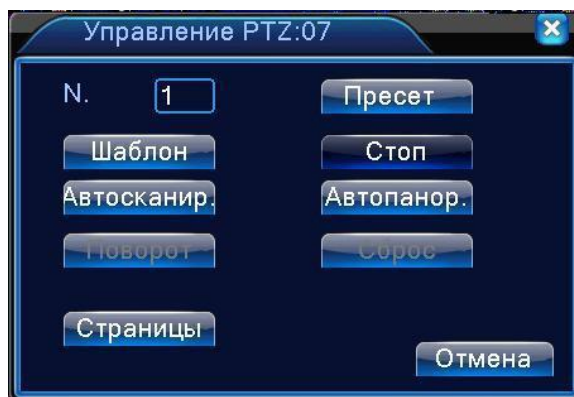 Управление PTZ:07
N. 1 Пресет
Шаблон Стоп
Автосканир. Автопанор.
Поворот Сброс
Страницы
Отмена